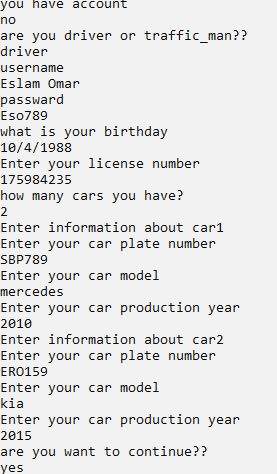 you have account
no
are you driver or traffic_man??
driver
username
Eslam Omar
passward
Eso789
what is your birthday
10/4/1988
Enter your license number
175984235
how many cars you have?
2
Enter information about car1
Enter your car plate number
SBP789
Enter your car model
mercedes
Enter your car production year
2010
Enter information about car2
Enter your car plate number
ERO159
Enter your car model
kia
Enter your car production year
2015
are you want to continue??
yes